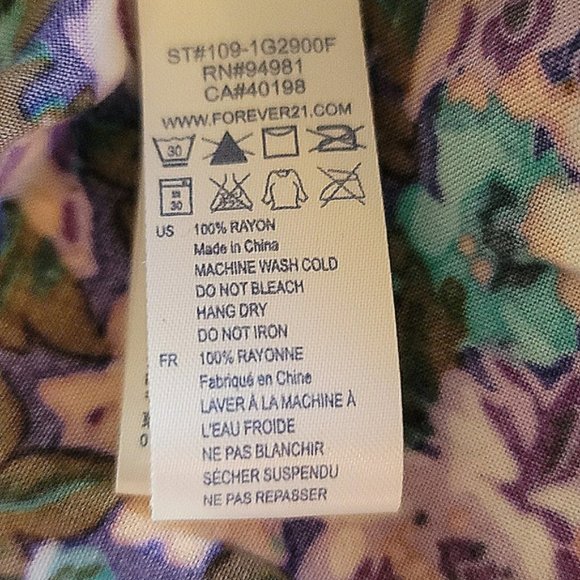 ST#109-1G2900F
RN#94981
CA#40198
WWW.FOREVER21.COM
30
30
US 100% RAYON
Made in China
MACHINE WASH COLD
DO NOT BLEACH
HANG DRY
DO NOT IRON
FR 100% RAYONNE
Fabriqué en Chine
LAVER À LA MACHINE À
L'EAU FROIDE
NE PAS BLANCHIR
SÉCHER SUSPENDU
NE PAS REPASSER